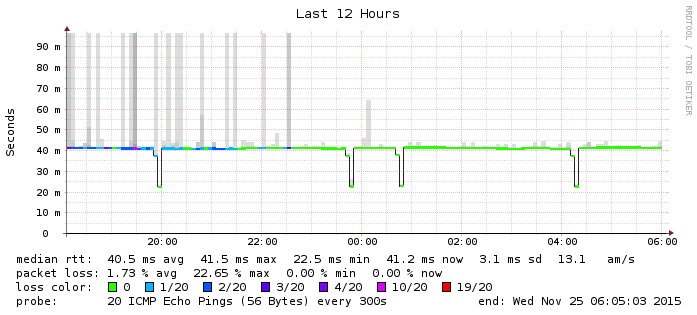 Last 12 Hours
RRDTOOL / TOBI OETIKER
Seconds
90 m
80 m
70 m
60 m
50 m
40 m
30 m
20 m
10 m
0
20:00 22:00 00:00 02:00 04:00 06:00
median rtt: 40.5 ms avg 41.5 ms max 22.5 ms min 41.2 ms now 3.1 ms sd 13.1 am/s
packet loss: 1.73 % avg 22.65 % max 0.00 % min 0.00 % now
loss color: 0 1/20 2/20 3/20 4/20 10/20 19/20
probe: 20 ICMP Echo Pings (56 Bytes) every 300s end: Wed Nov 25 06:05:03 2015